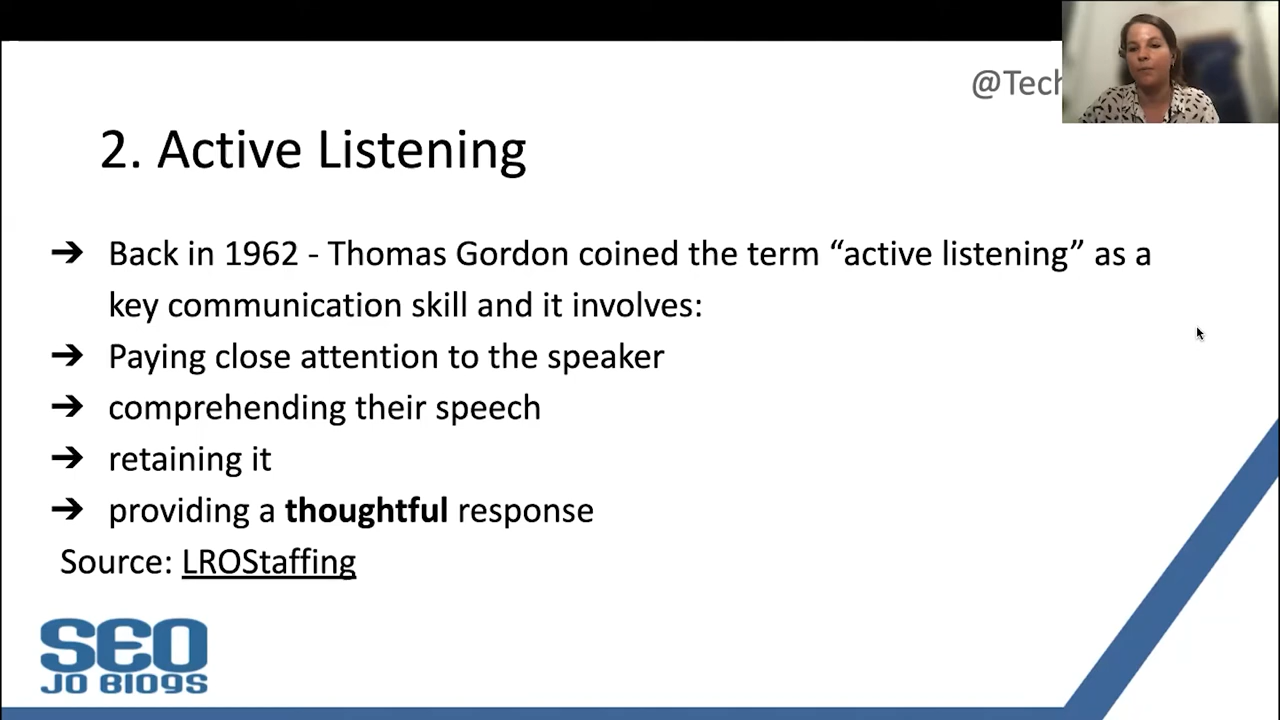 @Tech
2. Active Listening
➔ Back in 1962 - Thomas Gordon coined the term “active listening” as a
key communication skill and it involves:
➔ Paying close attention to the speaker
➔ comprehending their speech
➔ retaining it
➔ providing a thoughtful response
Source: LROStaffing
SEO
JO Blogs